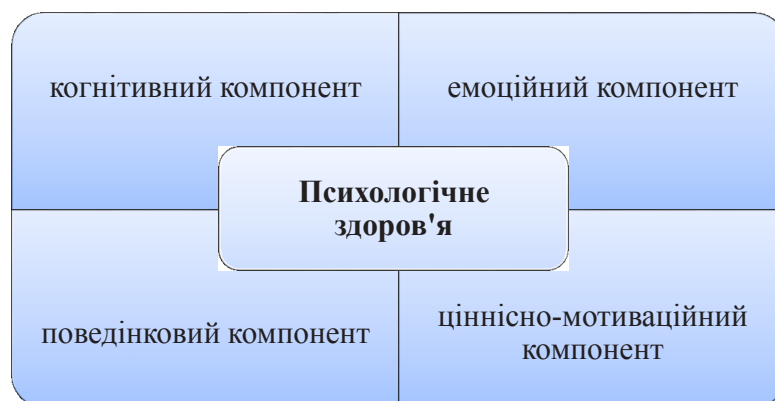 когнітивний компонент
емоційний компонент
Психологічне
здоров'я
поведінковий компонент
ціннісно-мотиваційний
компонент